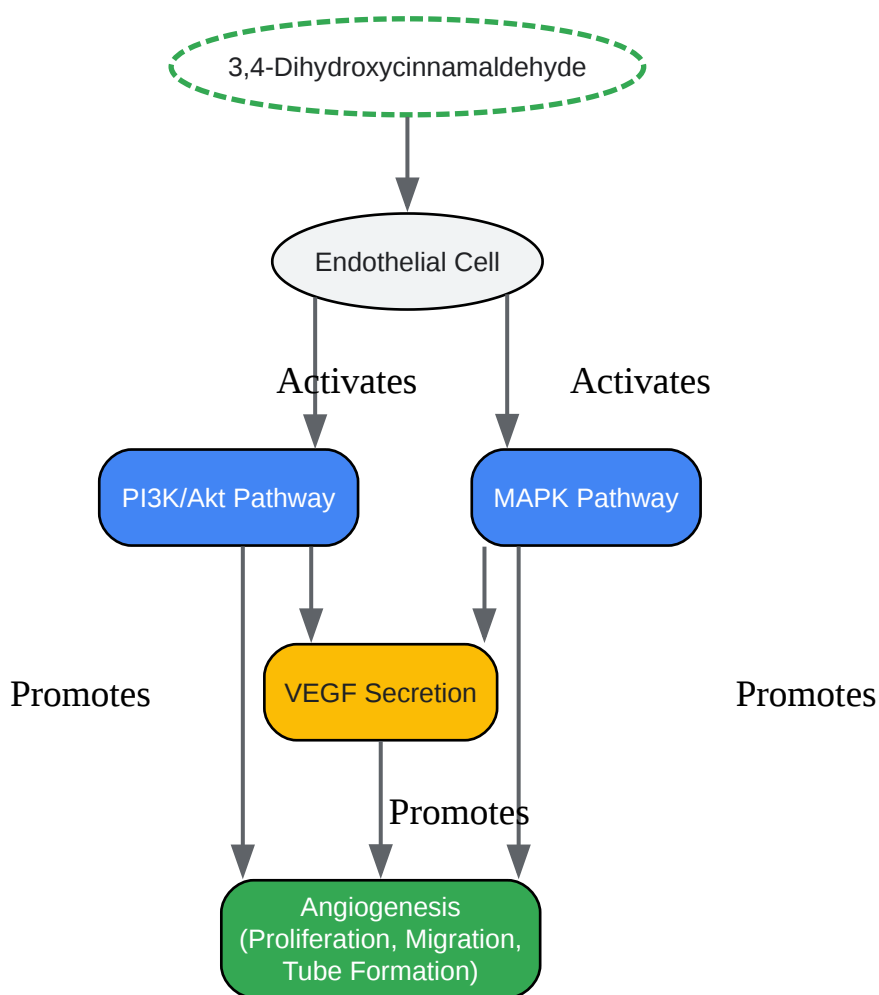 3,4-Dihydroxycinnamaldehyde
Endothelial Cell
Activates
Activates
PI3K/Akt Pathway
MAPK Pathway
Promotes
VEGF Secretion
Promotes
Promotes
Angiogenesis
(Proliferation, Migration,
Tube Formation)